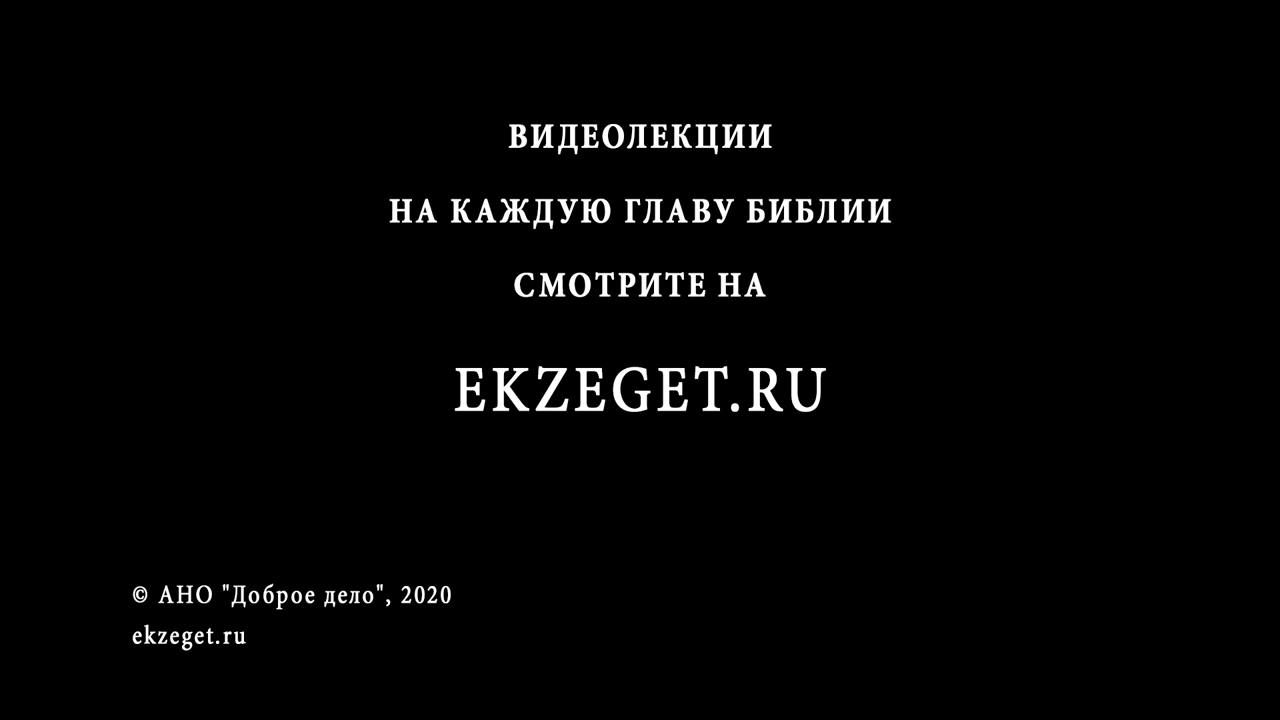 ВИДЕОЛЕКЦИИ
НА КАЖДУЮ ГЛАВУ БИБЛИИ
СМОТРИТЕ НА
EKZEGET.RU
© АНО "Доброе дело", 2020
ekzeget.ru